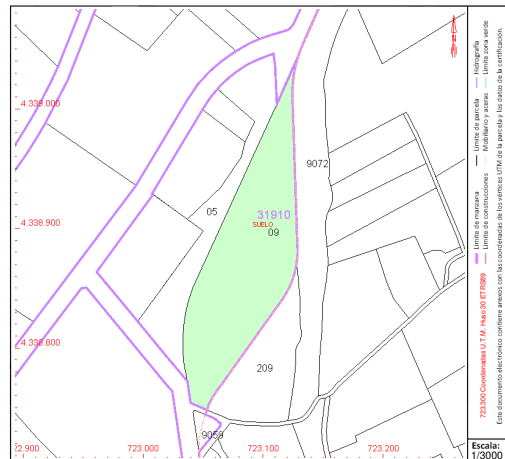 4.339.000
4.338.900
4.338.800
9072
05
31910
SUELO
09
209
9059
2.900
723.000
723.100
723.200
Límite de manzana
Límite de parcela
Hidrografía
Límite de construcciones
Mobiliario y aceras
Límite zona verde
723.300 Coordenadas U.T.M. Huso 30 ETRS89
Este documento electrónico contiene anexos con las coordenadas de los vértices UTM de la parcela y los datos de la certificación.
Escala:
1/3000